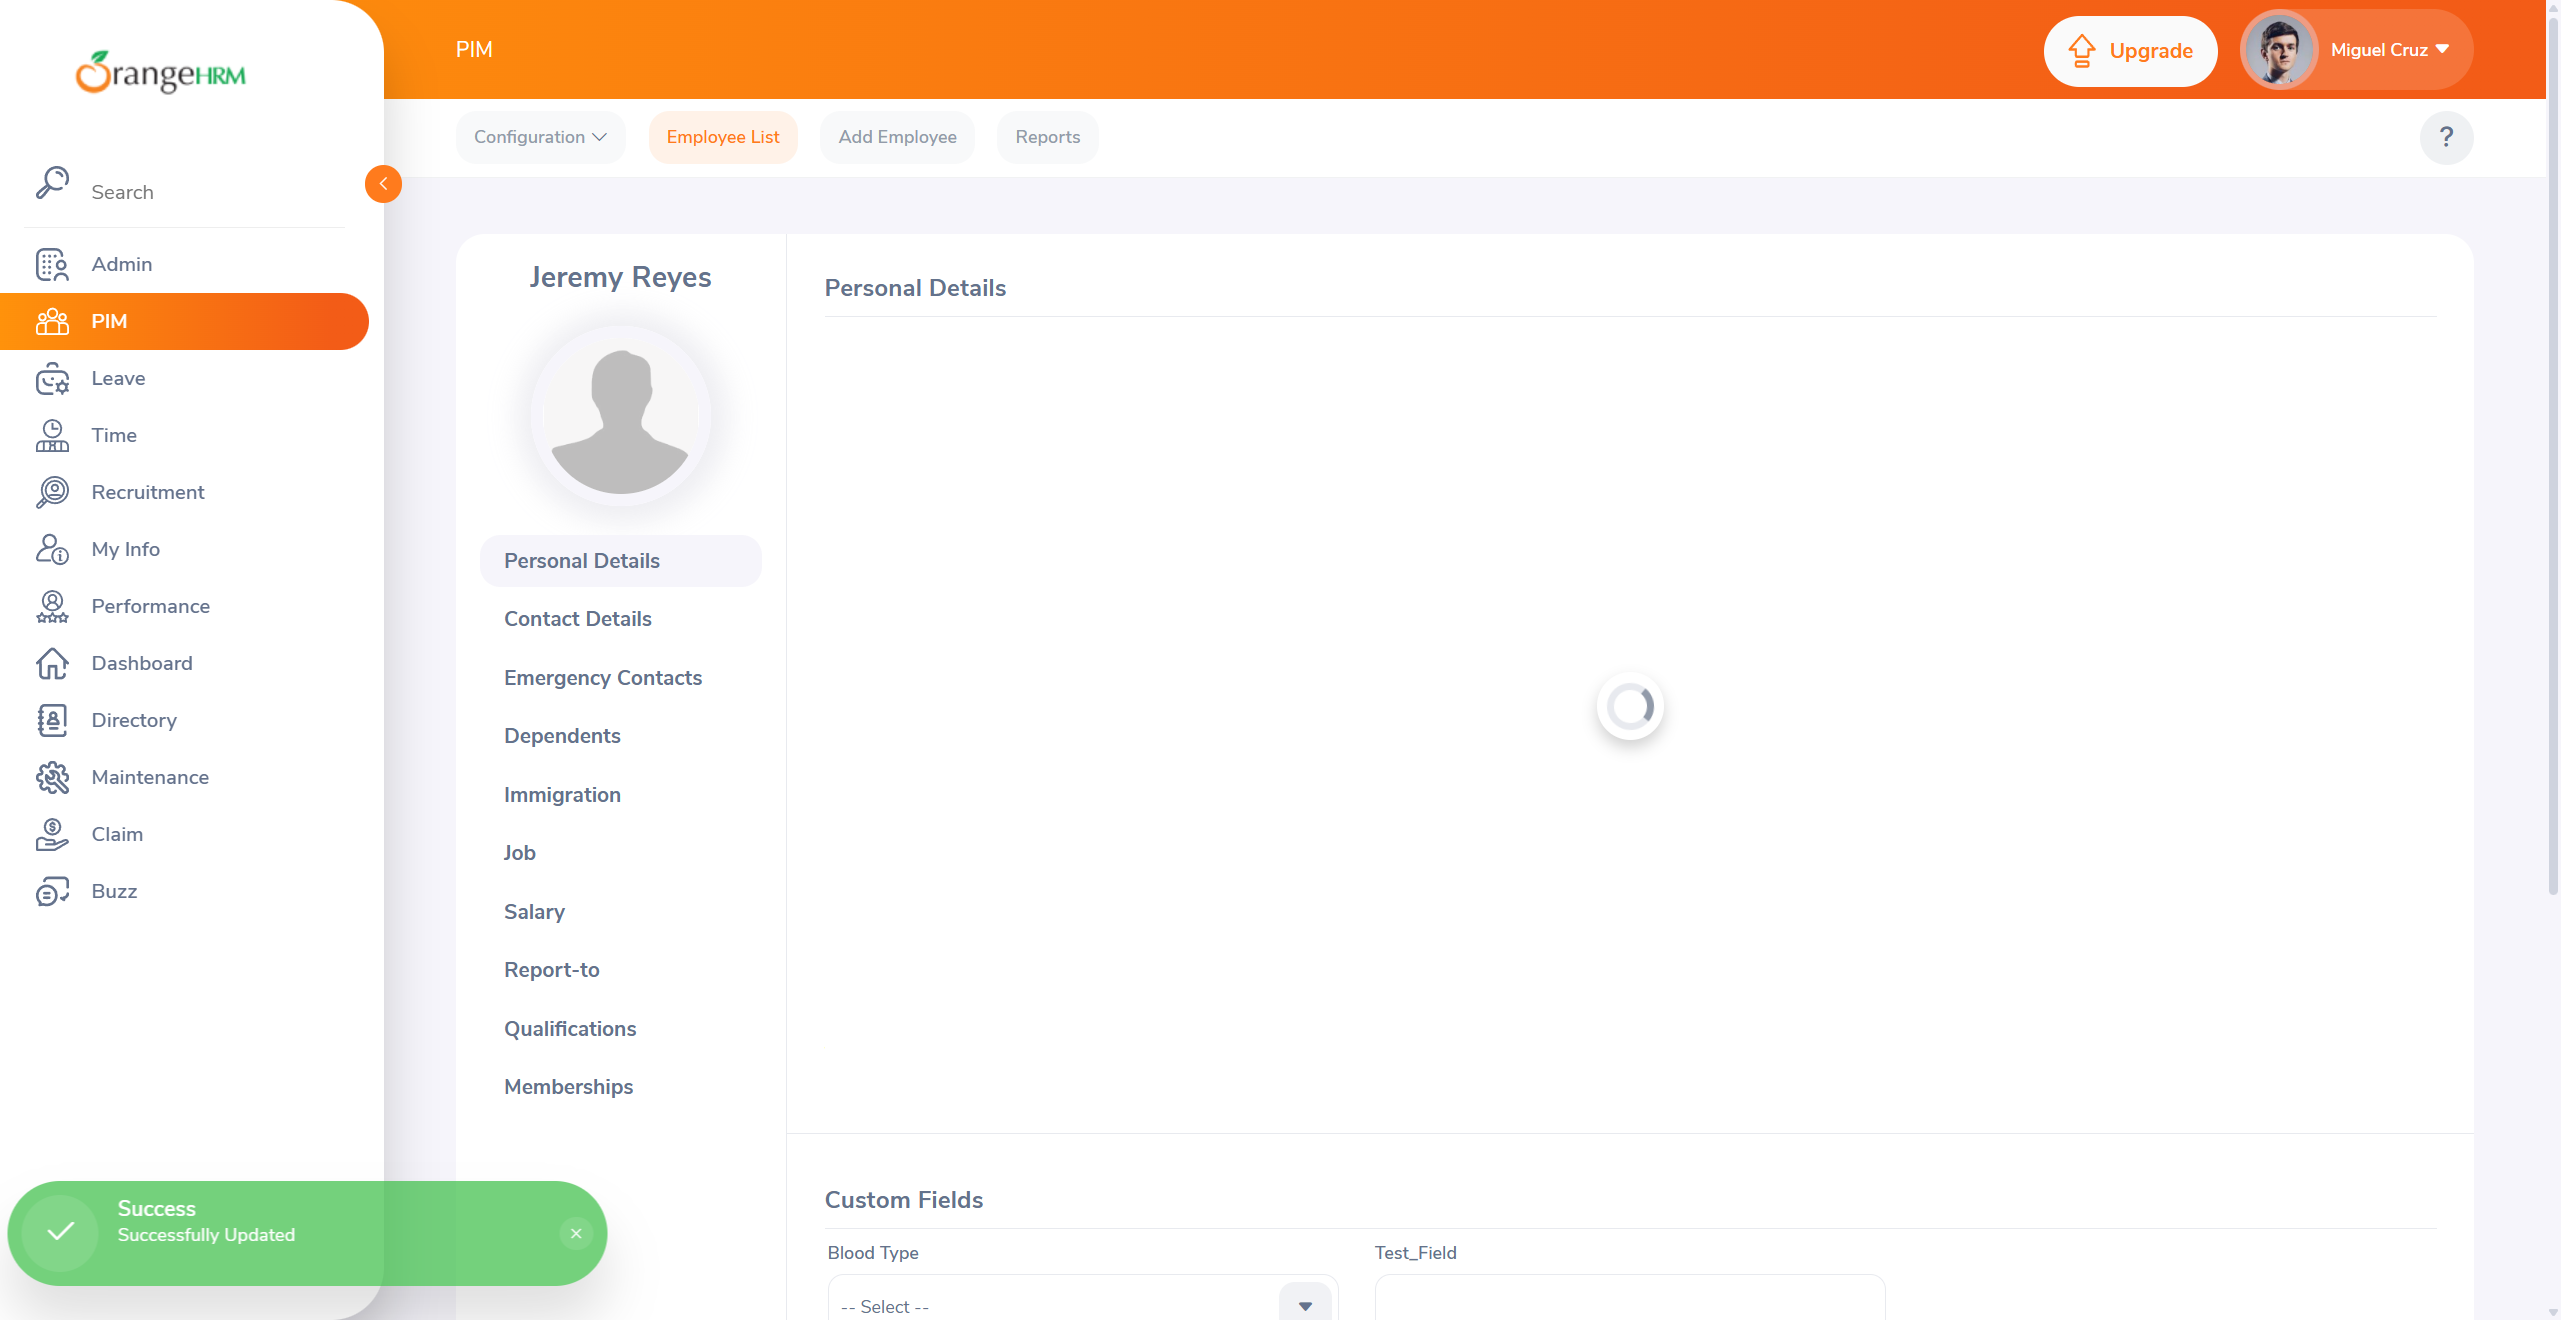 OrangeHRM
Search
Admin
PIM
Leave
Time
Recruitment
My Info
Performance
Dashboard
Directory
Maintenance
Claim
Buzz
PIM
Upgrade
Miguel Cruz
Configuration
Employee List
Add Employee
Reports
?
Jeremy Reyes
Personal Details
Contact Details
Emergency Contacts
Dependents
Immigration
Job
Salary
Report-to
Qualifications
Memberships
Personal Details
Custom Fields
Blood Type
Test_Field
-- Select --
Success
Successfully Updated